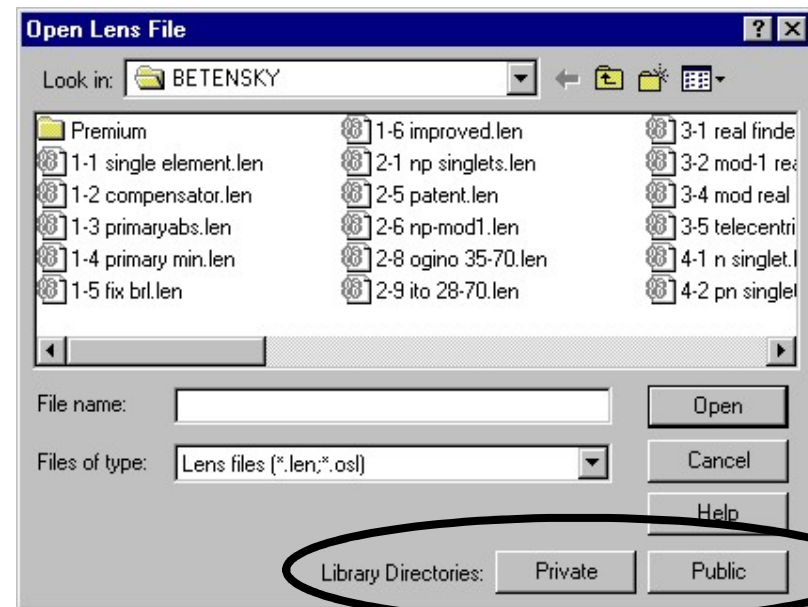 Open Lens File
Look in: BETENSKY
Premium 1-6 improved.len 3-1 real finde
1-1 single element.len 2-1 np singlets.len 3-2 mod-1 rea
1-2 compensator.len 2-5 patent.len 3-4 mod real
1-3 primaryabs.len 2-6 np-mod1.len 3-5 telecentri
1-4 primary min.len 2-8 ogino 35-70.len 4-1 n singlet.l
1-5 fix brl.len 2-9 ito 28-70.len 4-2 pn singlet
File name: Open
Files of type: Lens files (*.len;*.osl) Cancel
Help
Library Directories: Private Public